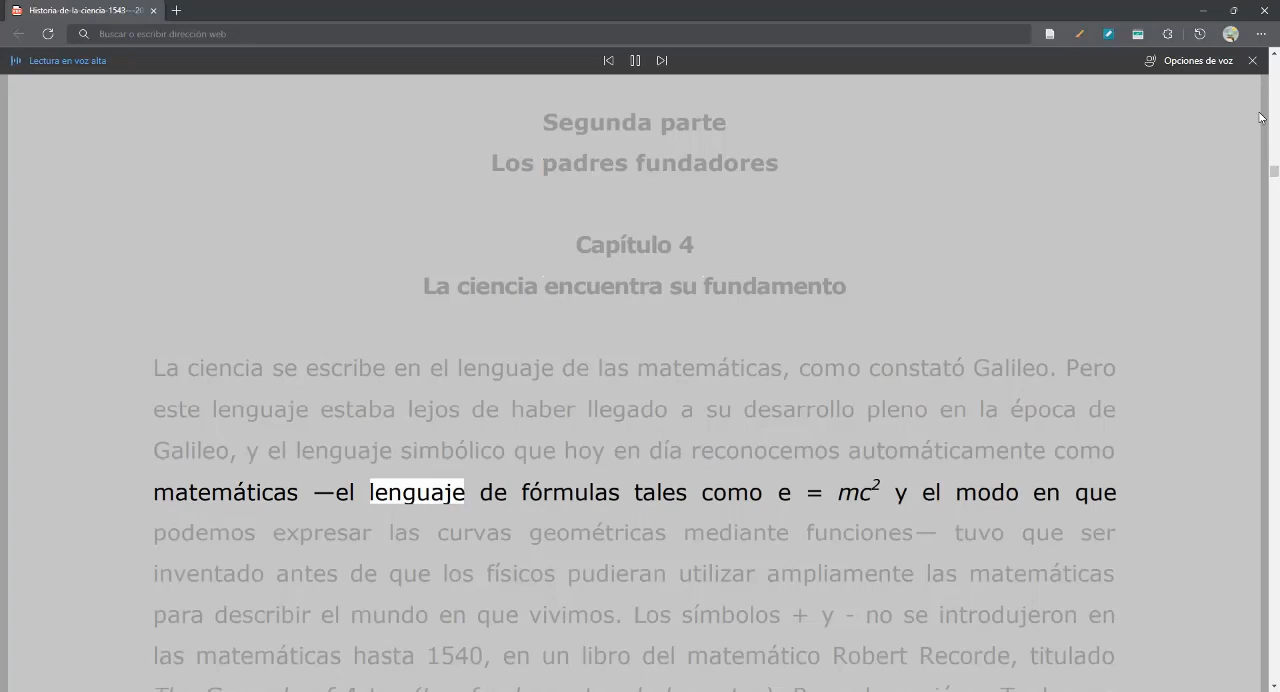 Historia-de-la-ciencia-1543---20
Buscar o escribir dirección web
Lectura en voz alta
Opciones de voz
Segunda parte
Los padres fundadores
Capítulo 4
La ciencia encuentra su fundamento
La ciencia se escribe en el lenguaje de las matemáticas, como constató Galileo. Pero
este lenguaje estaba lejos de haber llegado a su desarrollo pleno en la época de
Galileo, y el lenguaje simbólico que hoy en día reconocemos automáticamente como
matemáticas —el lenguaje de fórmulas tales como e = mc² y el modo en que
podemos expresar las curvas geométricas mediante funciones— tuvo que ser
inventado antes de que los físicos pudieran utilizar ampliamente las matemáticas
para describir el mundo en que vivimos. Los símbolos + y - no se introdujeron en
las matemáticas hasta 1540, en un libro del matemático Robert Recorde, titulado